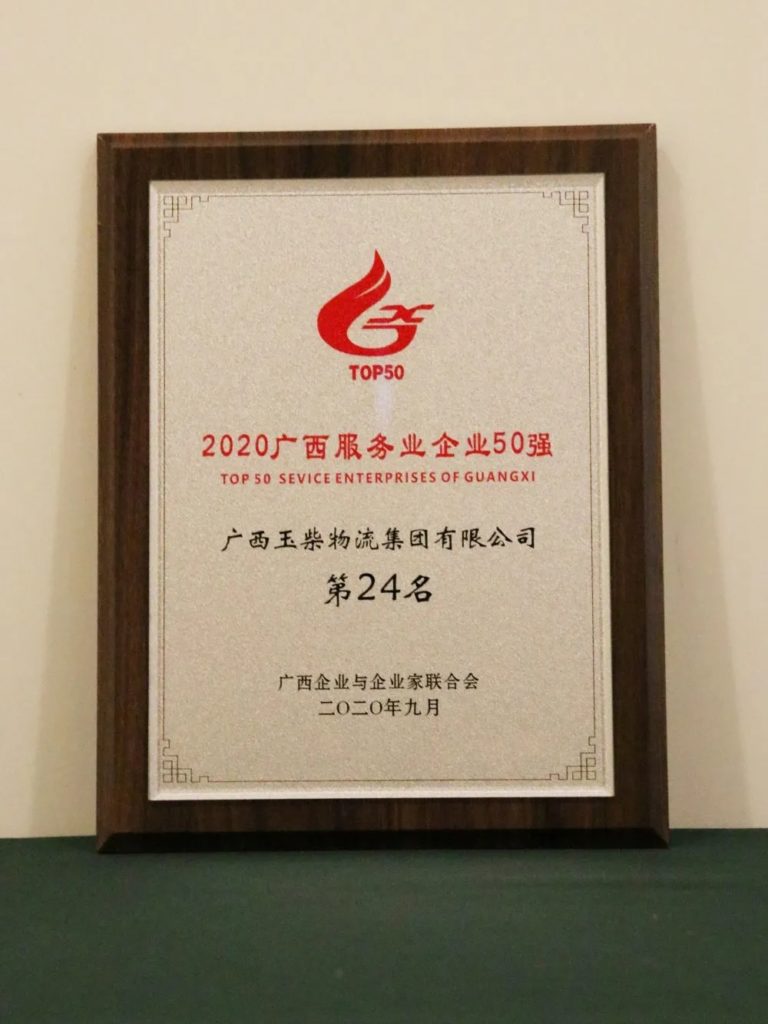 TOP50
2020广西服务业企业50强
TOP 50 SEVICE ENTERPRISES OF GUANGXI
广西玉柴物流集团有限公司
第24名
广西企业与企业家联合会
二〇二〇年九月